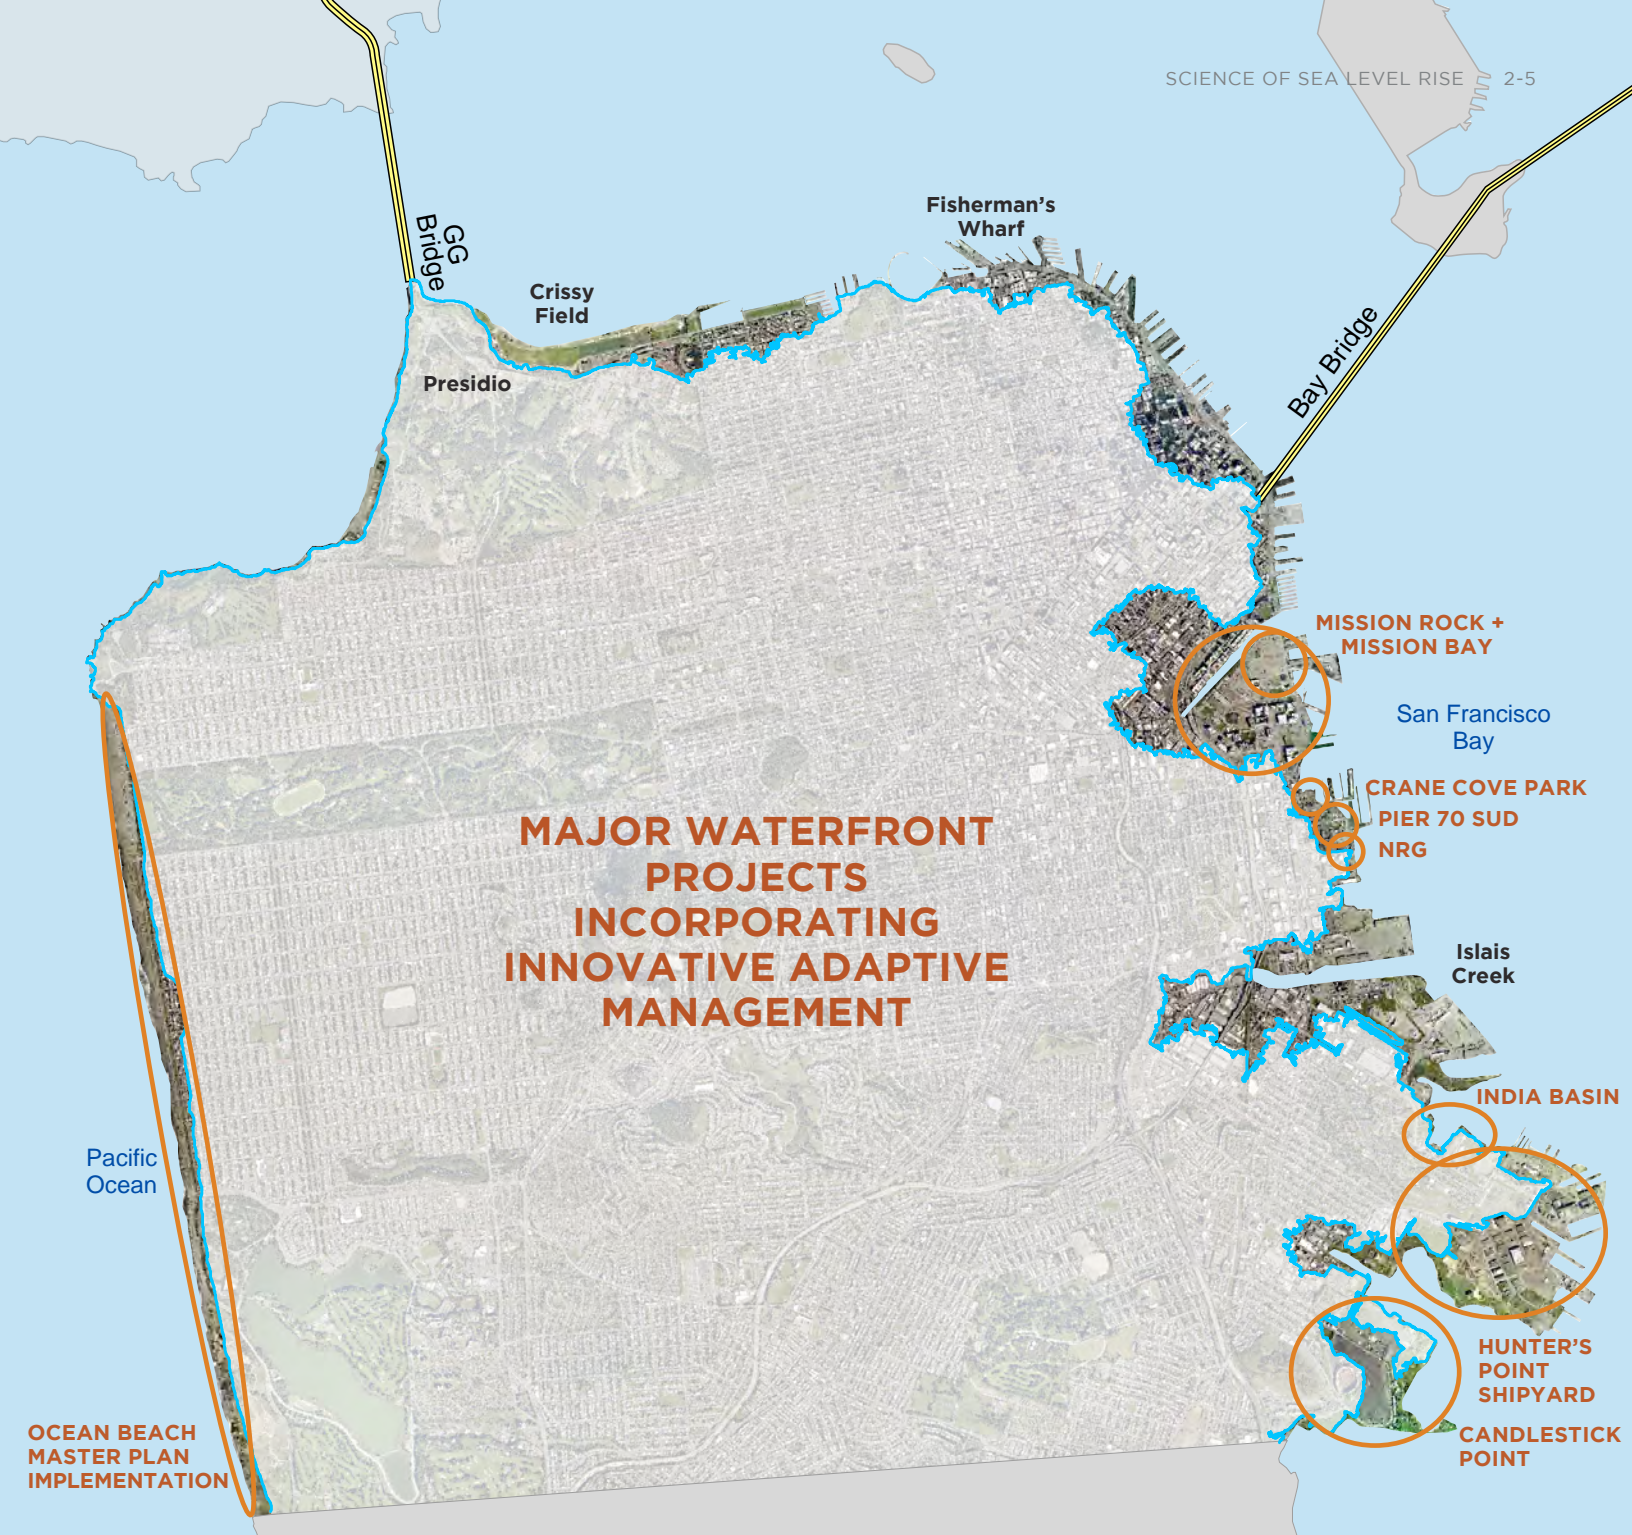 SCIENCE OF SEA LEVEL RISE 2-5
Fisherman's
Wharf
GG
Bridge
Crissy
Field
Presidio
Bay Bridge
MISSION ROCK +
MISSION BAY
San Francisco
Bay
CRANE COVE PARK
PIER 70 SUD
NRG
MAJOR WATERFRONT
PROJECTS
INCORPORATING
INNOVATIVE ADAPTIVE
MANAGEMENT
Islais
Creek
INDIA BASIN
Pacific
Ocean
HUNTER'S
POINT
SHIPYARD
CANDLESTICK
POINT
OCEAN BEACH
MASTER PLAN
IMPLEMENTATION